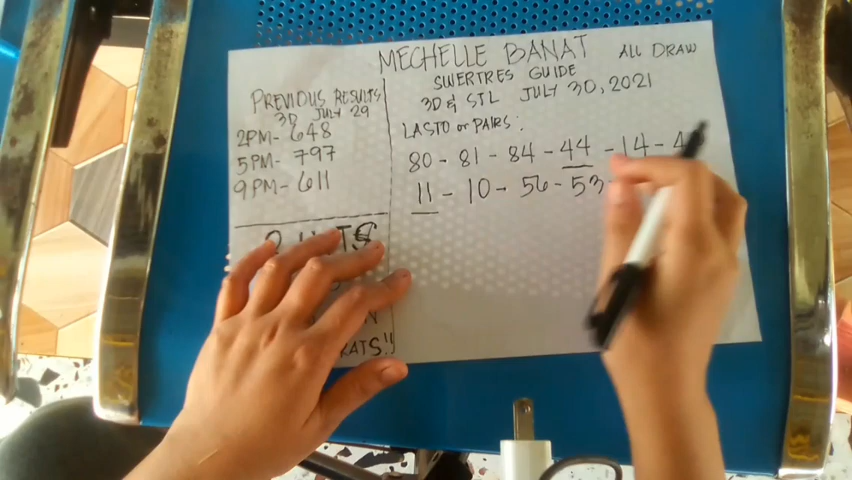 MECHELLE BANAT ALL DRAW
SWERTRES GUIDE
3D & STL JULY 30, 2021
LASTO or PAIRS:
80 - 81 - 84 - 44 - 14 - 4
11 - 10 - 56 - 53 -
PREVIOUS RESULTS
3D JULY 29
2PM - 648
5PM - 797
9PM - 611